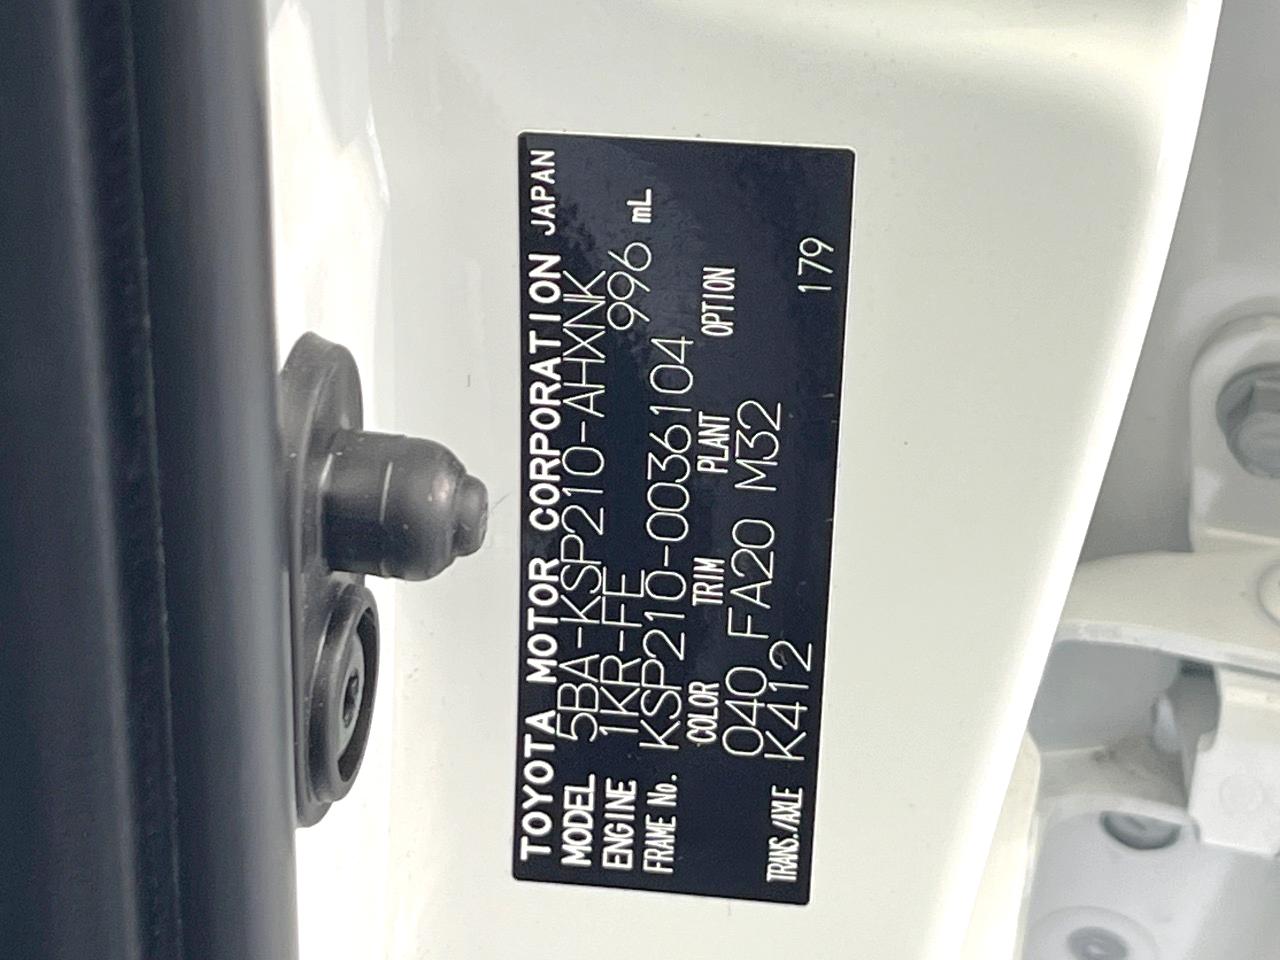 TOYOTA MOTOR CORPORATION JAPAN
MODEL 5BA-KSP210-AHXNK
ENGINE 1KR-FE 996 mL
FRAME No. KSP210-0036104
COLOR TRIM PLANT OPTION
040 FA20 M32
TRANS./AXLE K412 179